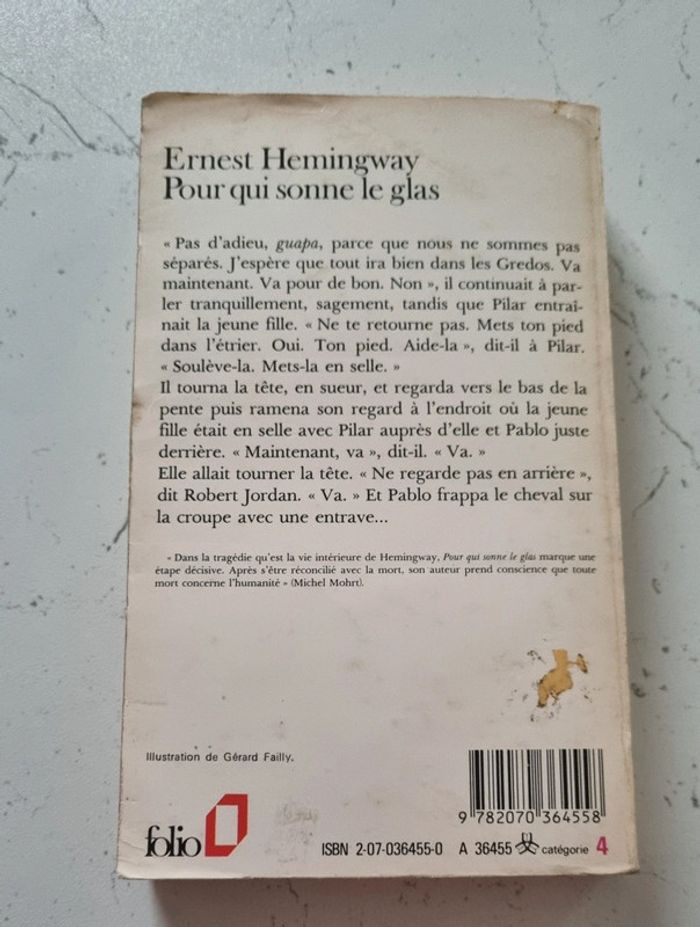 Ernest Hemingway
Pour qui sonne le glas
« Pas d'adieu, guapa, parce que nous ne sommes pas
séparés. J'espère que tout ira bien dans les Gredos. Va
maintenant. Va pour de bon. Non », il continuait à par-
ler tranquillement, sagement, tandis que Pilar entraî-
nait la jeune fille. « Ne te retourne pas. Mets ton pied
dans l'étrier. Oui. Ton pied. Aide-la », dit-il à Pilar.
« Soulève-la. Mets-la en selle. »
Il tourna la tête, en sueur, et regarda vers le bas de la
pente puis ramena son regard à l'endroit où la jeune
fille était en selle avec Pilar auprès d'elle et Pablo juste
derrière. « Maintenant, va », dit-il. « Va. »
Elle allait tourner la tête. « Ne regarde pas en arrière »,
dit Robert Jordan. « Va. » Et Pablo frappa le cheval sur
la croupe avec une entrave...
« Dans la tragédie qu'est la vie intérieure de Hemingway, Pour qui sonne le glas marque une
étape décisive. Après s'être réconcilié avec la mort, son auteur prend conscience que toute
mort concerne l'humanité » (Michel Mohrt).
Illustration de Gérard Failly.
9 782070 364558
folio
ISBN 2-07-036455-0 A 36455 catégorie 4